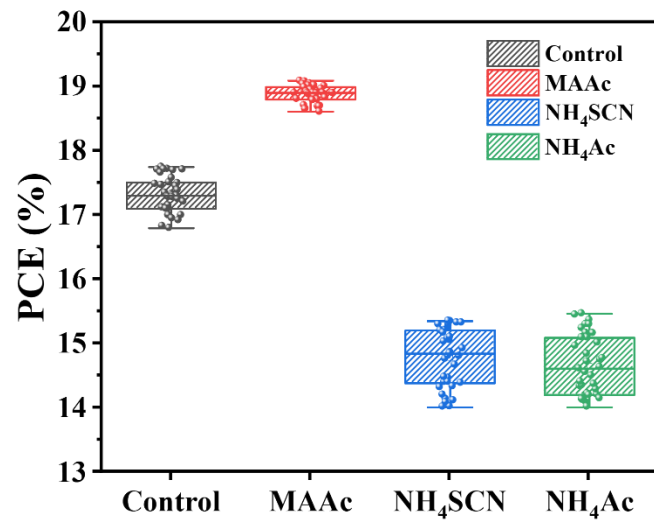 20
19
18
17
16
15
14
13
PCE (%)
Control
MAAc
NH₄SCN
NH₄Ac
Control
MAAc
NH₄SCN
NH₄Ac